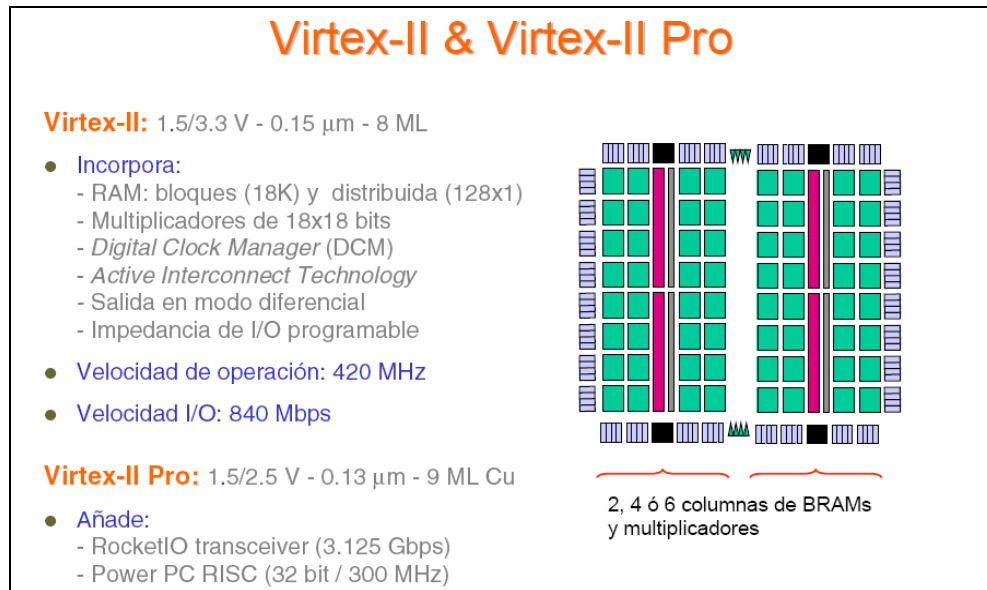 Virtex-II & Virtex-II Pro
Virtex-II: 1.5/3.3 V - 0.15 μm - 8 ML
● Incorpora:
- RAM: bloques (18K) y distribuida (128x1)
- Multiplicadores de 18x18 bits
- Digital Clock Manager (DCM)
- Active Interconnect Technology
- Salida en modo diferencial
- Impedancia de I/O programable
● Velocidad de operación: 420 MHz
● Velocidad I/O: 840 Mbps
Virtex-II Pro: 1.5/2.5 V - 0.13 μm - 9 ML Cu
● Añade:
- RocketIO transceiver (3.125 Gbps)
- Power PC RISC (32 bit / 300 MHz)
2, 4 ó 6 columnas de BRAMs
y multiplicadores